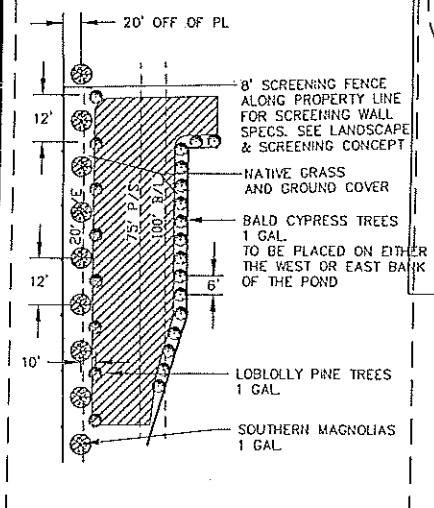 20' OFF OF PL
8' SCREENING FENCE
ALONG PROPERTY LINE
FOR SCREENING WALL
SPECS. SEE LANDSCAPE
& SCREENING CONCEPT
12'
NATIVE GRASS
AND GROUND COVER
20' P/E
75' P/S
100' B/L
BALD CYPRESS TREES
1 GAL.
TO BE PLACED ON EITHER
THE WEST OR EAST BANK
OF THE POND
12'
6'
10'
LOBLOLLY PINE TREES
1 GAL.
SOUTHERN MAGNOLIAS
1 GAL.